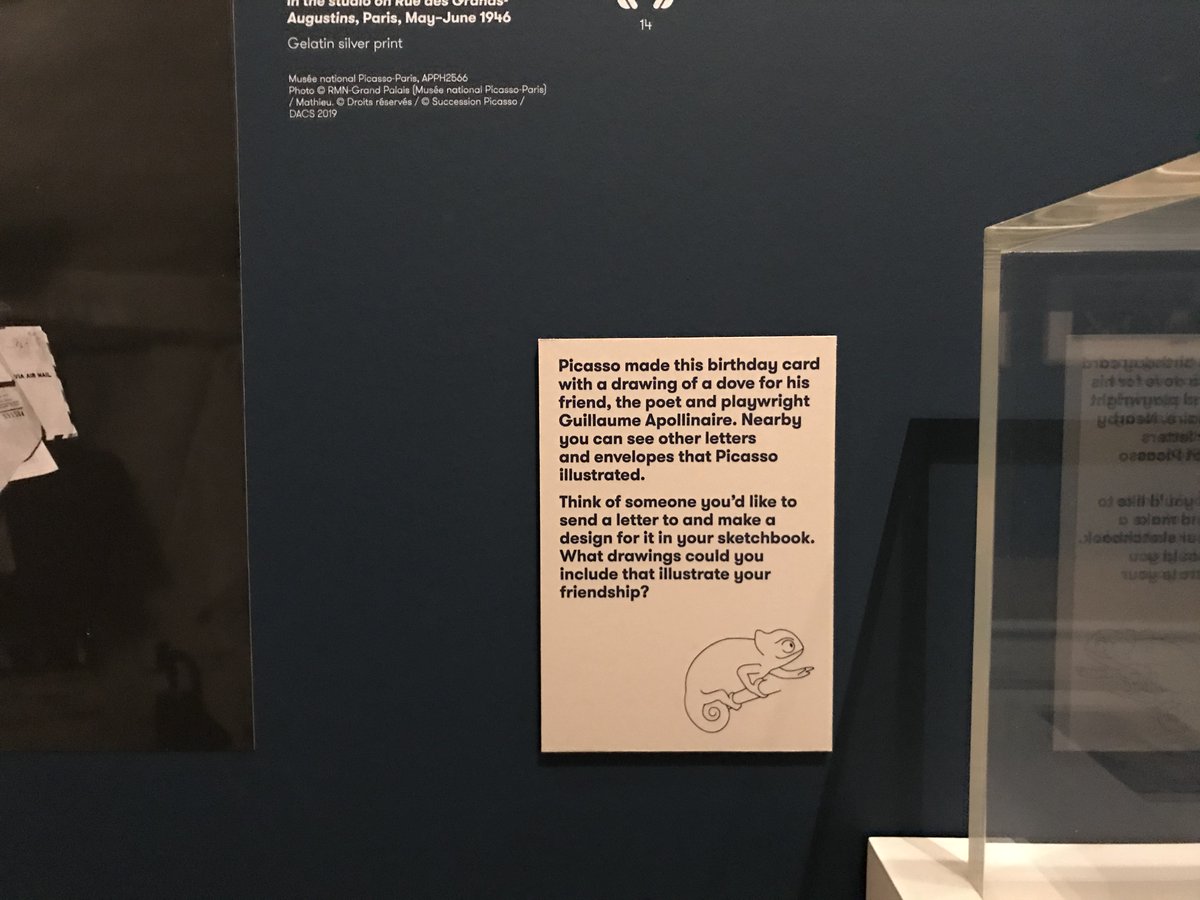 in the studio on Rue des Grands-
Augustins, Paris, May–June 1946
Gelatin silver print
Musée national Picasso-Paris, APPH2566
Photo © RMN-Grand Palais (Musée national Picasso-Paris)
/ Mathieu. © Droits réservés / © Succession Picasso /
DACS 2019
14
VIA AIR MAIL
Picasso made this birthday card
with a drawing of a dove for his
friend, the poet and playwright
Guillaume Apollinaire. Nearby
you can see other letters
and envelopes that Picasso
illustrated.
Think of someone you'd like to
send a letter to and make a
design for it in your sketchbook.
What drawings could you
include that illustrate your
friendship?